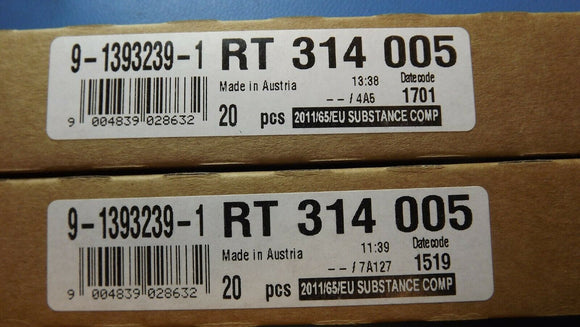 9-1393239-1 RT 314 005
Made in Austria 13:38 Datecode
--/4A5 1701
9 004839 028632 20 pcs 2011/65/EU SUBSTANCE COMP
9-1393239-1 RT 314 005
Made in Austria 11:39 Datecode
--/7A127 1519
9 004839 028632 20 pcs 2011/65/EU SUBSTANCE COMP